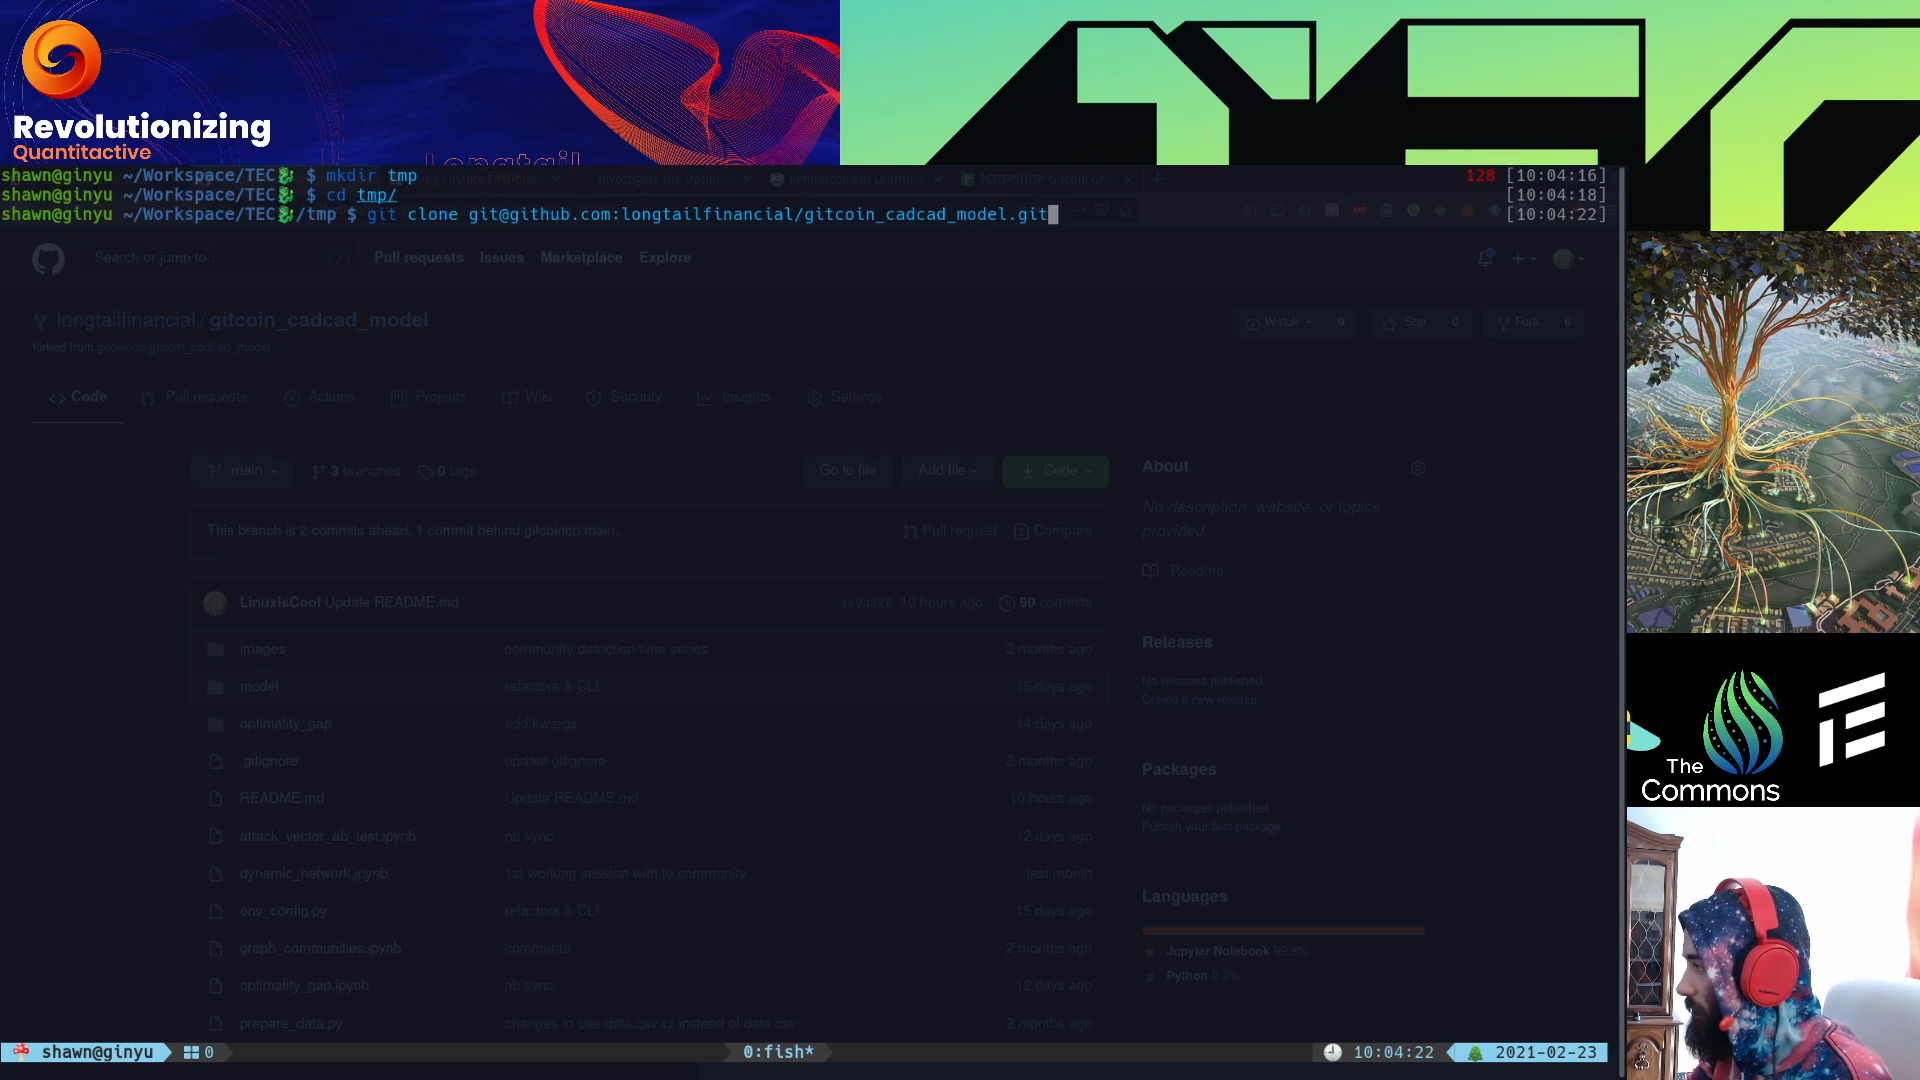 Revolutionizing
Quantitactive
Longtail
shawn@ginyu ~/Workspace/TEC🐉 $ mkdir tmp 128 [10:04:16]
shawn@ginyu ~/Workspace/TEC🐉 $ cd tmp/ [10:04:18]
shawn@ginyu ~/Workspace/TEC🐉/tmp $ git clone git@github.com:longtailfinancial/gitcoin_cadcad_model.git [10:04:22]
Search or jump to... / Pull requests Issues Marketplace Explore
longtailfinancial / gitcoin_cadcad_model Watch 0 Star 0 Fork 6
forked from gitcoinco/gitcoin_cadcad_model
Code Pull requests Actions Projects Wiki Security Insights Settings
main 3 branches 0 tags Go to file Add file Code
About
No description, website, or topics
provided.
Readme
This branch is 2 commits ahead, 1 commit behind gitcoinco:main. Pull request Compare
LinuxIsCool Update README.md 10 hours ago 90 commits
images community detection time series 2 months ago
model refactors & CLI 15 days ago
optimality_gap add kwargs 14 days ago
.gitignore update gitignore 2 months ago
README.md Update README.md 10 hours ago
attack_vector_ab_test.ipynb nb sync 12 days ago
dynamic_network.ipynb 1st working session with te community last month
env_config.py refactors & CLI 15 days ago
graph_communities.ipynb comments 2 months ago
optimality_gap.ipynb nb sync 12 days ago
prepare_data.py changes to use data.csv.xz instead of data.csv 2 months ago
Releases
No releases published
Create a new release
Packages
No packages published
Publish your first package
Languages
Jupyter Notebook 99.8%
Python 0.2%
The
Commons
shawn@ginyu 0 0:fish* 10:04:22 2021-02-23